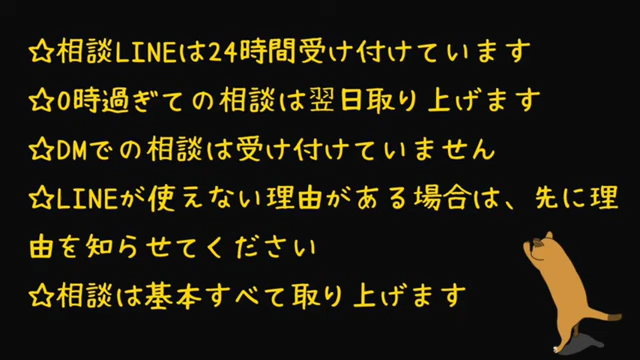 ☆相談LINEは24時間受け付けています
☆0時過ぎての相談は翌日取り上げます
☆DMでの相談は受け付けていません
☆LINEが使えない理由がある場合は、先に理
由を知らせてください
☆相談は基本すべて取り上げます